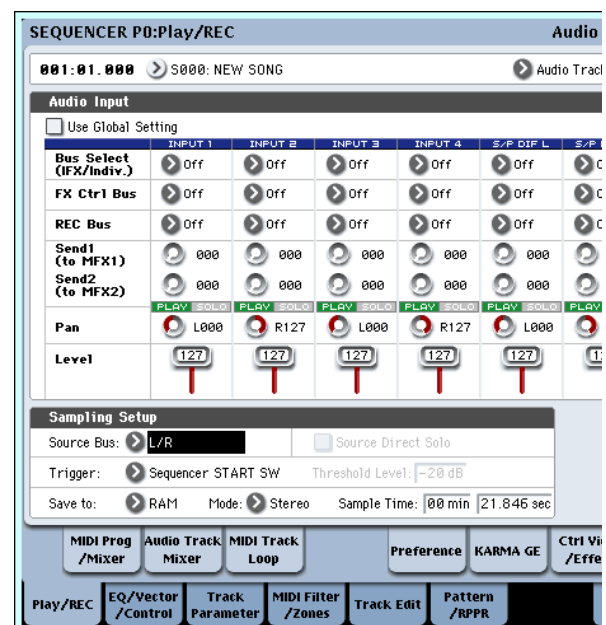 SEQUENCER P0:Play/REC Audio
001:01.000 S000: NEW SONG Audio Track
Audio Input
Use Global Setting
INPUT 1 INPUT 2 INPUT 3 INPUT 4 S/P DIF L S/P
Bus Select (IFX/Indiv.) Off Off Off Off Off
FX Ctrl Bus Off Off Off Off Off
REC Bus Off Off Off Off Off
Send1 (to MFX1) 000 000 000 000 000
Send2 (to MFX2) 000 000 000 000 000
PLAY SOLO PLAY SOLO PLAY SOLO PLAY SOLO PLAY SOLO PLAY
Pan L000 R127 L000 R127 L000
Level 127 127 127 127 127
Sampling Setup
Source Bus: L/R Source Direct Solo
Trigger: Sequencer START SW Threshold Level: -20 dB
Save to: RAM Mode: Stereo Sample Time: 00 min 21.846 sec
MIDI Prog /Mixer Audio Track Mixer MIDI Track Loop Preference KARMA GE Ctrl Vi /Effe
Play/REC EQ/Vector /Control Track Parameter MIDI Filter /Zones Track Edit Pattern /RPPR